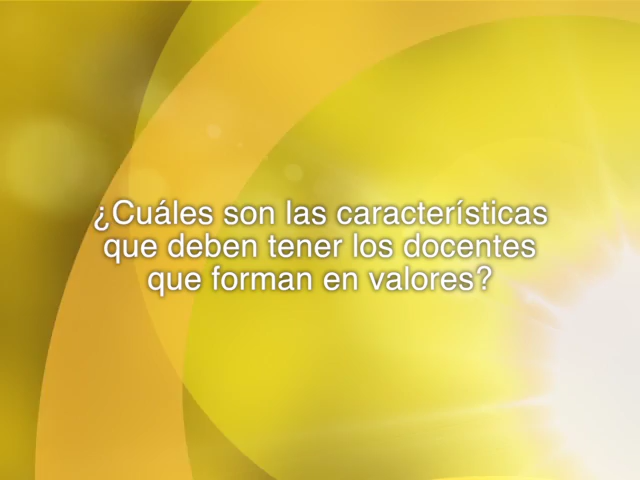 ¿Cuáles son las características
que deben tener los docentes
que forman en valores?